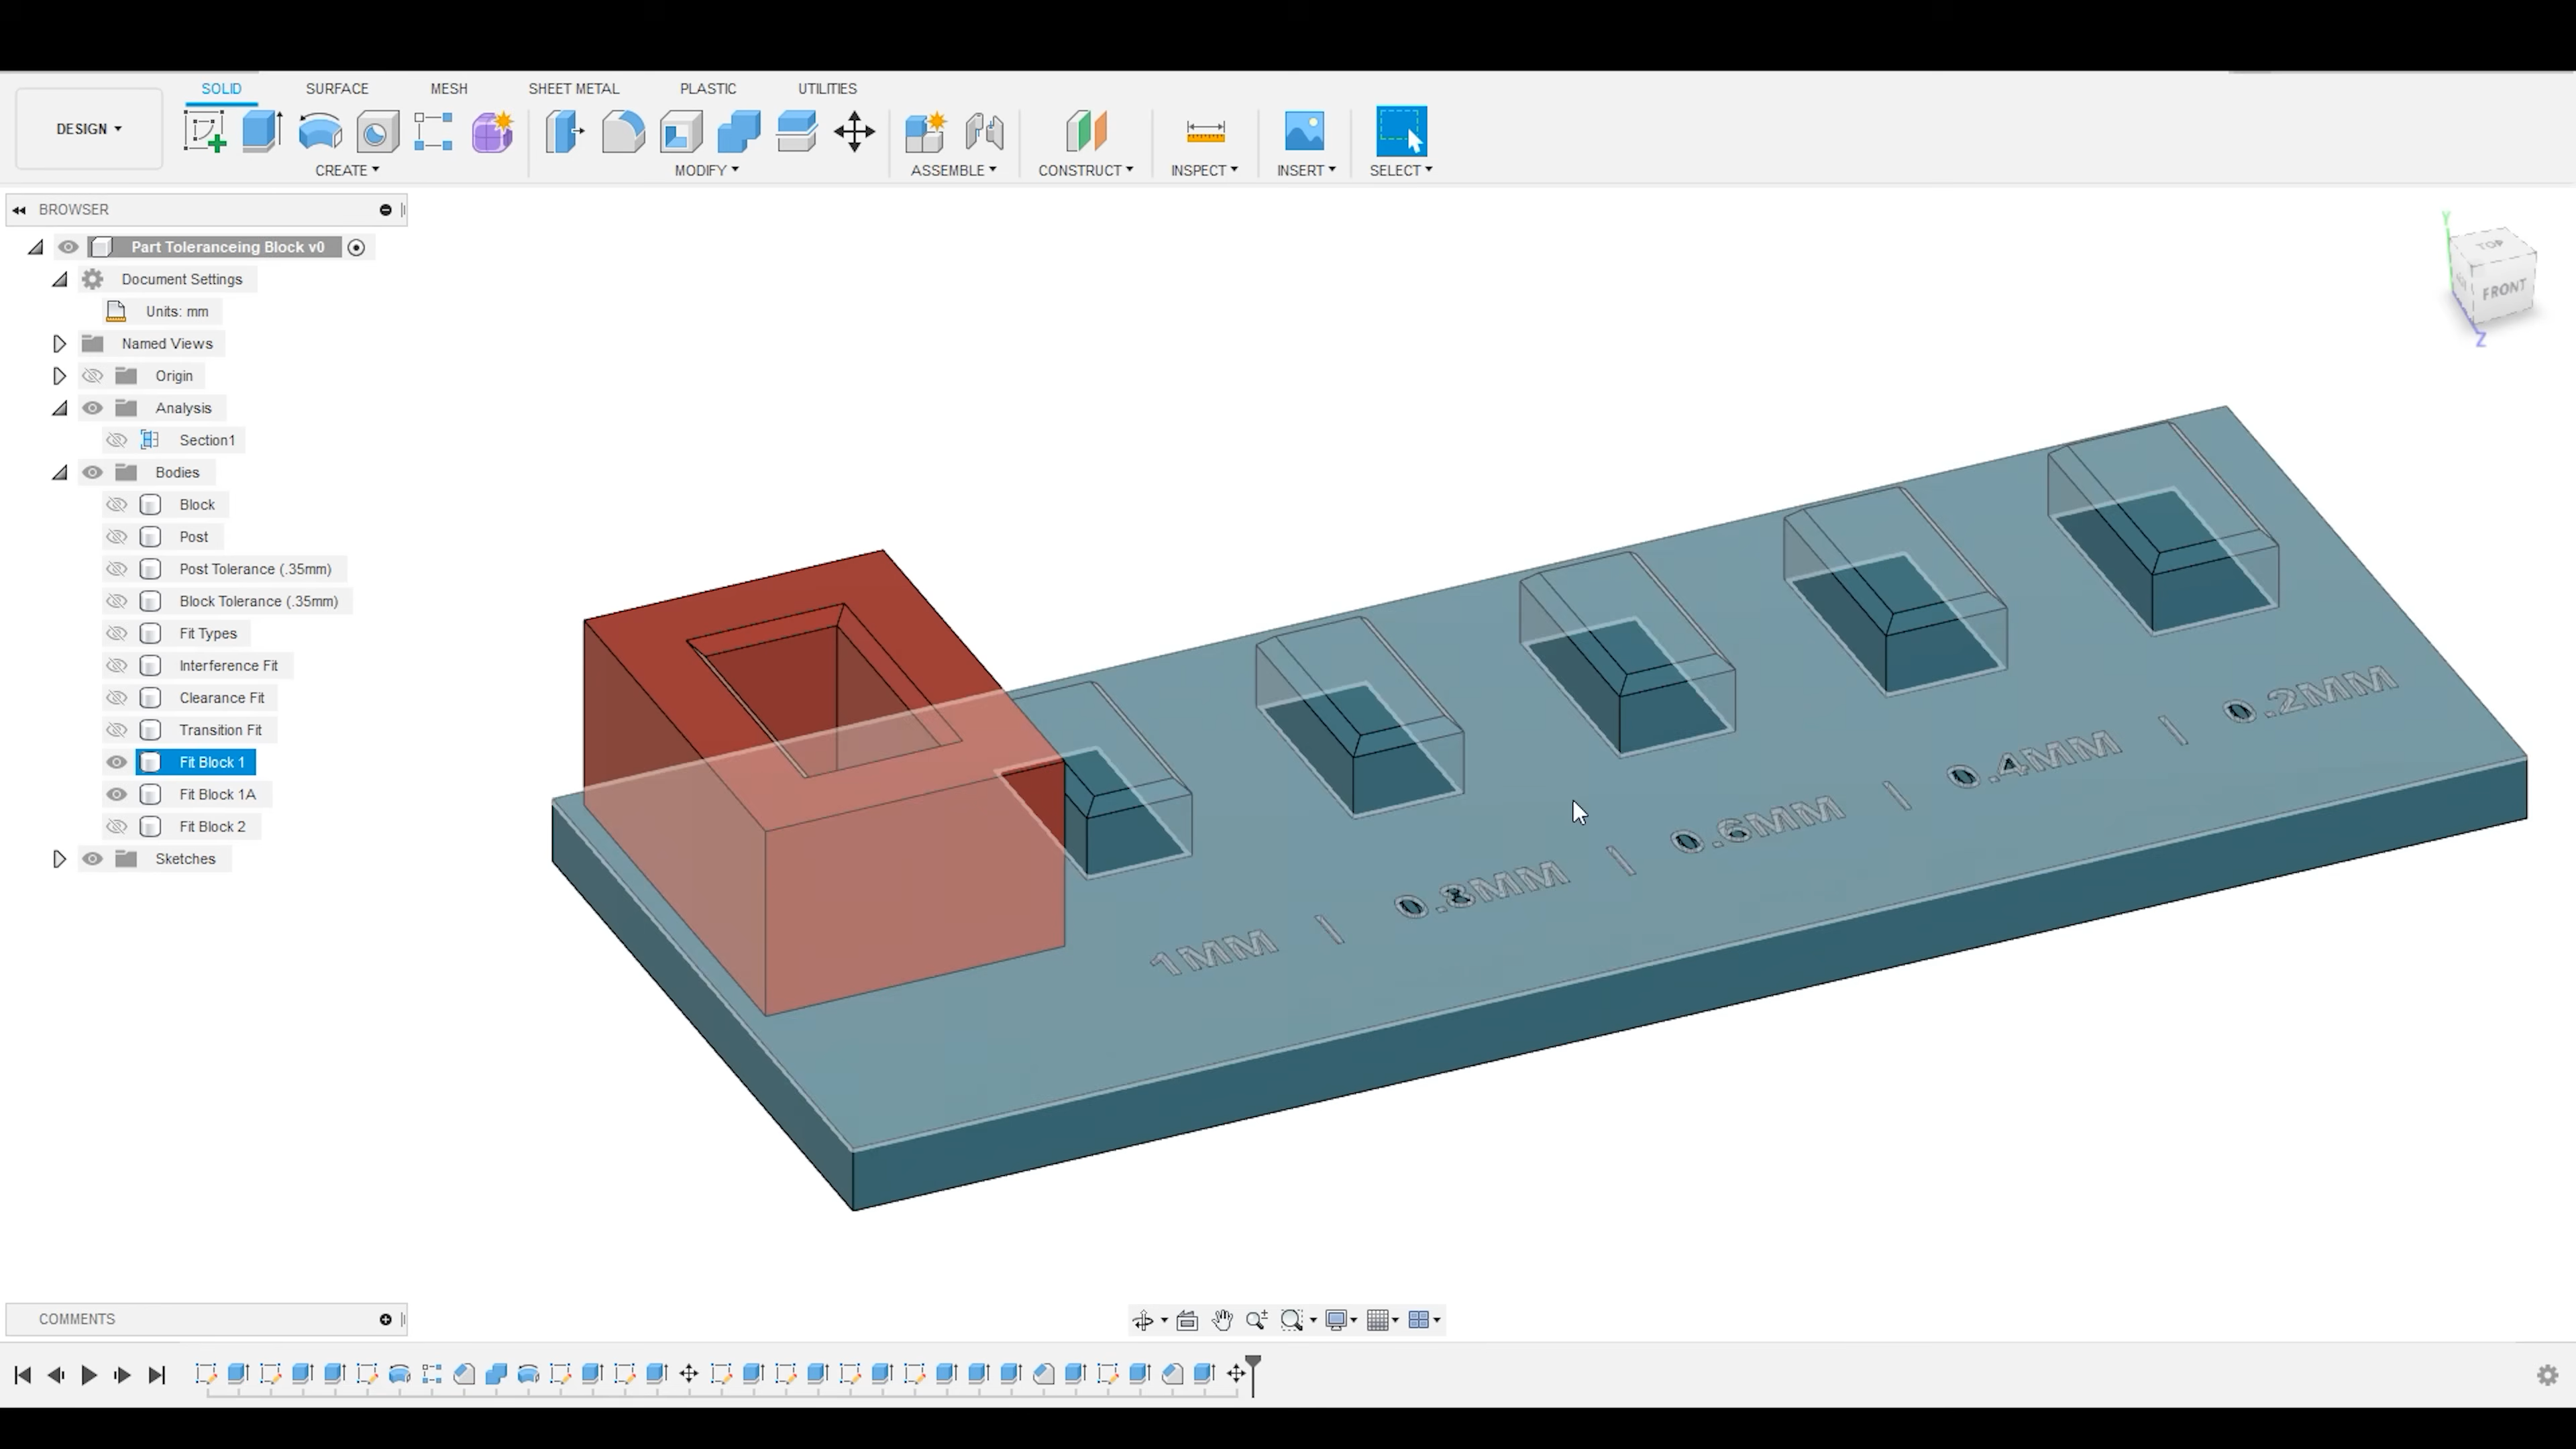 SOLID SURFACE MESH SHEET METAL PLASTIC UTILITIES
DESIGN
CREATE MODIFY ASSEMBLE CONSTRUCT INSPECT INSERT SELECT
BROWSER
Part Toleranceing Block v0
Document Settings
Units: mm
Named Views
Origin
Analysis
Section1
Bodies
Block
Post
Post Tolerance (.35mm)
Block Tolerance (.35mm)
Fit Types
Interference Fit
Clearance Fit
Transition Fit
Fit Block 1
Fit Block 1A
Fit Block 2
Sketches
Y
TOP
FRONT
Z
1MM | 0.8MM | 0.6MM | 0.4MM | 0.2MM
COMMENTS